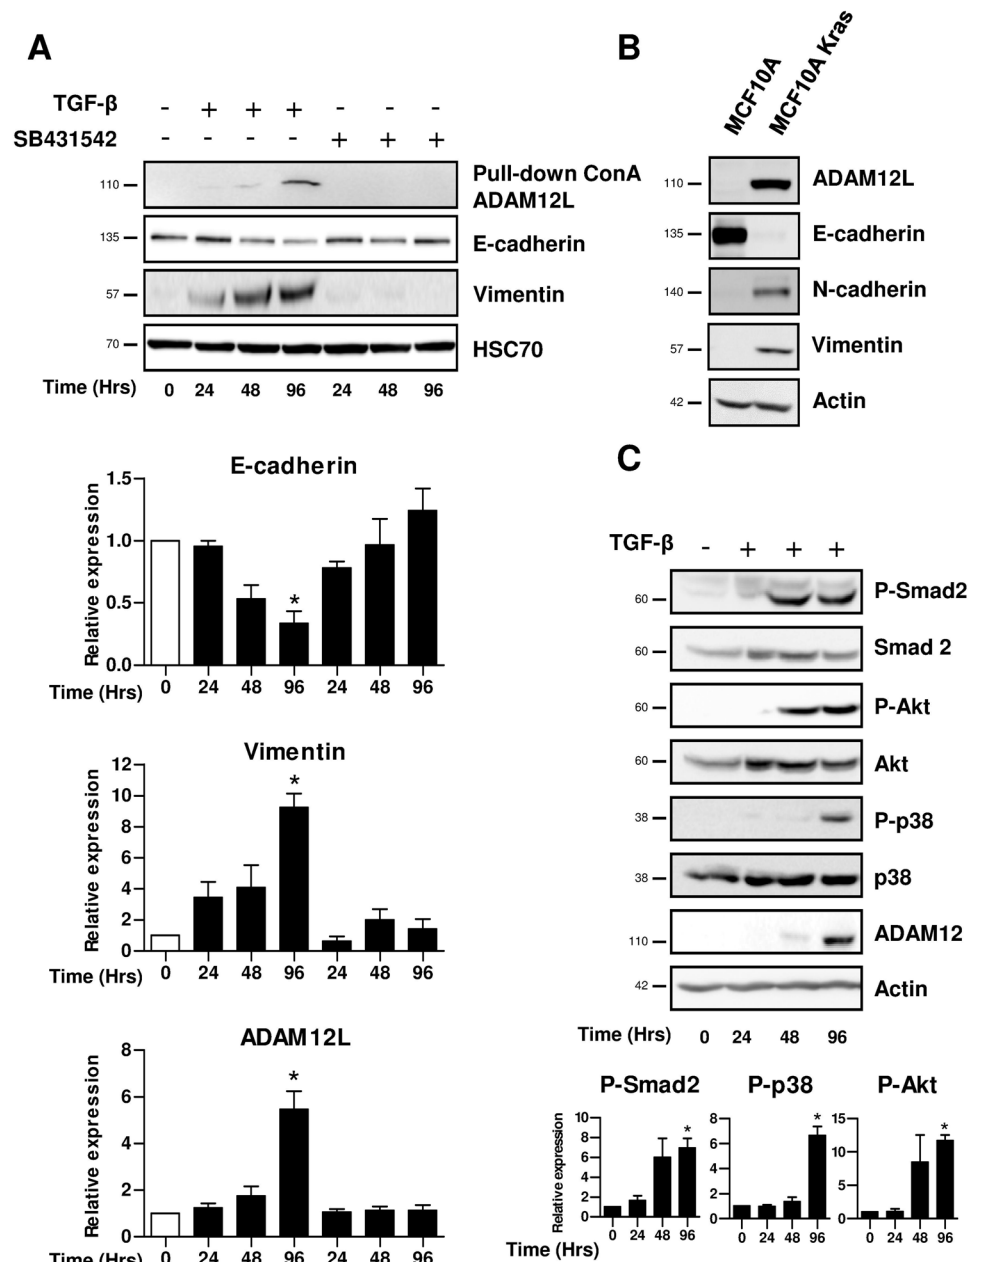 A
TGF-β - + + + - - -
SB431542 - - - - + + +
110
Pull-down ConA
ADAM12L
135
E-cadherin
57
Vimentin
70
HSC70
Time (Hrs) 0 24 48 96 24 48 96
E-cadherin
Relative expression
1.5
1.0
0.5
0.0
*
Time (Hrs) 0 24 48 96 24 48 96
Vimentin
Relative expression
12
10
8
6
4
2
0
*
Time (Hrs) 0 24 48 96 24 48 96
ADAM12L
Relative expression
8
6
4
2
0
*
Time (Hrs) 0 24 48 96 24 48 96
B
MCF10A
MCF10A Kras
110 ADAM12L
135 E-cadherin
140 N-cadherin
57 Vimentin
42 Actin
C
TGF-β - + + +
60 P-Smad2
60 Smad 2
60 P-Akt
60 Akt
38 P-p38
38 p38
110 ADAM12
42 Actin
Time (Hrs) 0 24 48 96
P-Smad2
Relative expression
10
8
6
4
2
0
*
0 24 48 96
P-p38
8
6
4
2
0
*
0 24 48 96
P-Akt
15
10
5
0
*
0 24 48 96
Time (Hrs)